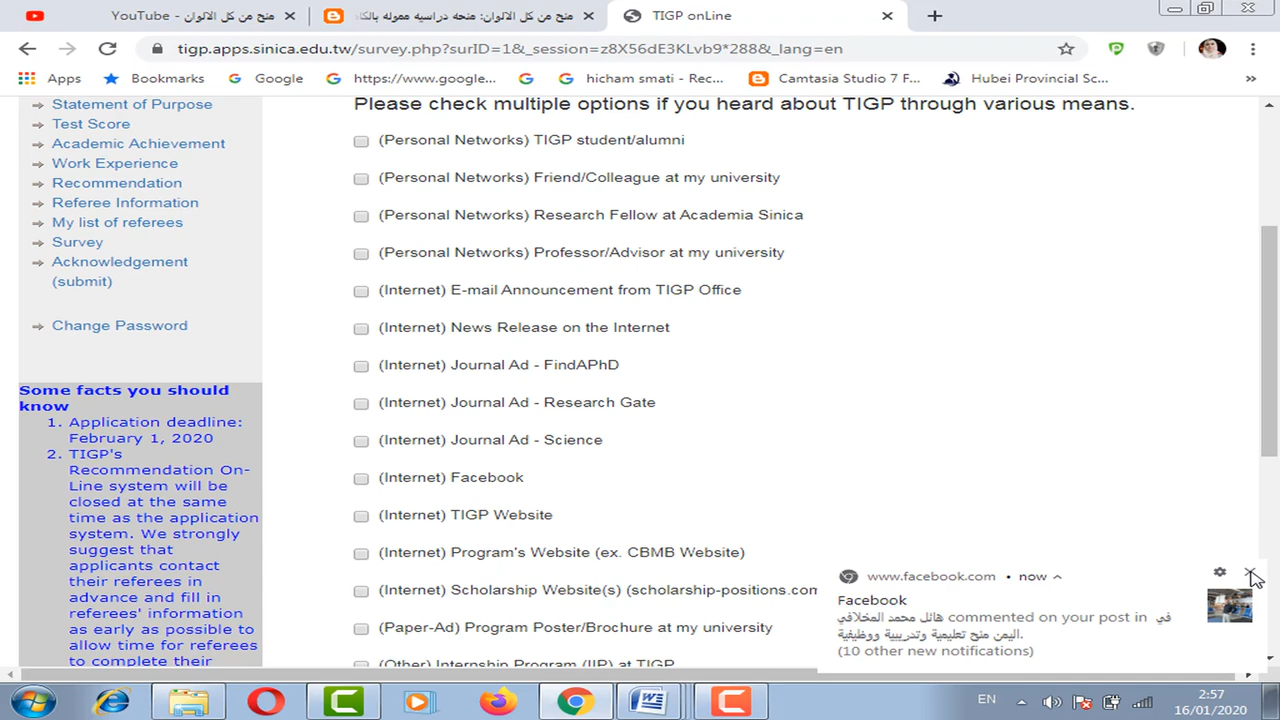 YouTube - منح من كل الالوان
منح من كل الالوان: منحه دراسيه مموله بالكا
TIGP onLine
tigp.apps.sinica.edu.tw/survey.php?surID=1&_session=z8X56dE3KLvb9*288&_lang=en
Apps
Bookmarks
Google
https://www.google...
hicham smati - Rec...
Camtasia Studio 7 F...
Hubei Provincial Sc...
»
Statement of Purpose
Test Score
Academic Achievement
Work Experience
Recommendation
Referee Information
My list of referees
Survey
Acknowledgement
(submit)
Change Password
Some facts you should
know
1. Application deadline:
February 1, 2020
2. TIGP's
Recommendation On-
Line system will be
closed at the same
time as the application
system. We strongly
suggest that
applicants contact
their referees in
advance and fill in
referees' information
as early as possible to
allow time for referees
to complete their
Please check multiple options if you heard about TIGP through various means.
(Personal Networks) TIGP student/alumni
(Personal Networks) Friend/Colleague at my university
(Personal Networks) Research Fellow at Academia Sinica
(Personal Networks) Professor/Advisor at my university
(Internet) E-mail Announcement from TIGP Office
(Internet) News Release on the Internet
(Internet) Journal Ad - FindAPhD
(Internet) Journal Ad - Research Gate
(Internet) Journal Ad - Science
(Internet) Facebook
(Internet) TIGP Website
(Internet) Program's Website (ex. CBMB Website)
(Internet) Scholarship Website(s) (scholarship-positions.com
(Paper-Ad) Program Poster/Brochure at my university
(Other) Internship Program (IIP) at TIGP
www.facebook.com • now
Facebook
هائل محمد المخلافي commented on your post in في
اليمن منح تعليمية وتدريبية ووظيفية.
(10 other new notifications)
EN
2:57
16/01/2020